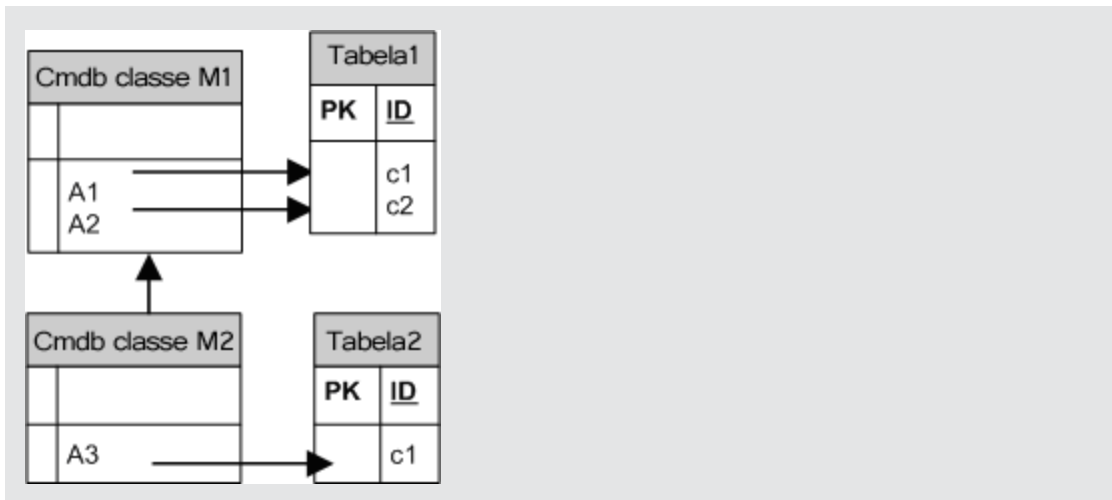 Cmdb classe M1
A1
A2
Tabela1
PK ID
c1
c2
Cmdb classe M2
A3
Tabela2
PK ID
c1